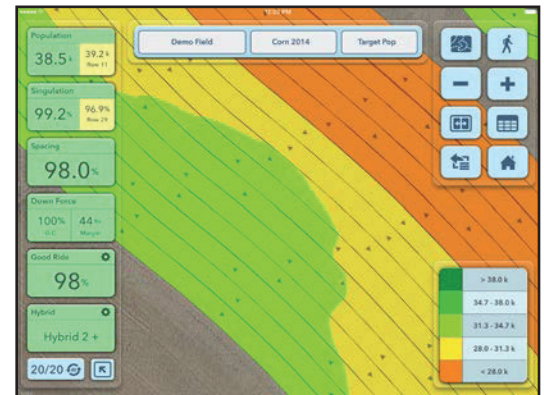 Population
38.5 k
39.2 k
Row 11
Singulation
99.2%
96.9%
Row 29
Spacing
98.0%
Down Force
100%
44 lbs
G.C.
Margin
Good Ride
98%
Hybrid
Hybrid 2 +
20/20
Demo Field
Corn 2014
Target Pop
> 38.0 k
34.7 - 38.0 k
31.3 - 34.7 k
28.0 - 31.3 k
< 28.0 k